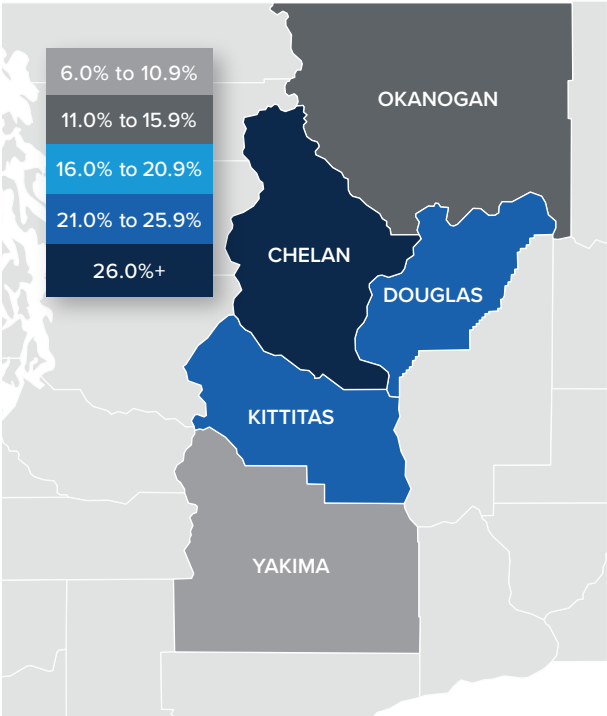 6.0% to 10.9%
11.0% to 15.9%
16.0% to 20.9%
21.0% to 25.9%
26.0%+
OKANOGAN
CHELAN
DOUGLAS
KITTITAS
YAKIMA